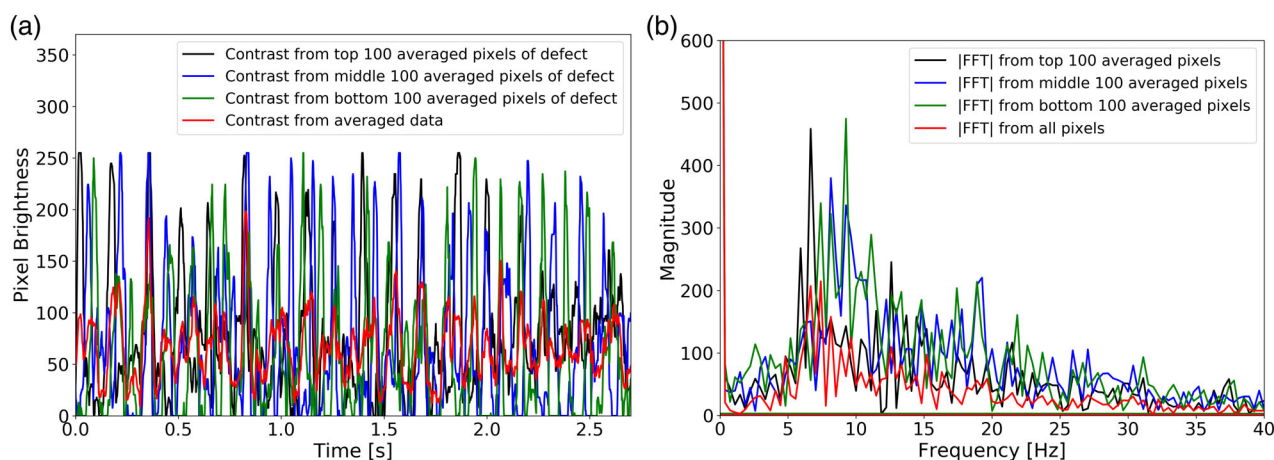 (a)
350
300
250
200
150
100
50
0
Pixel Brightness
Contrast from top 100 averaged pixels of defect
Contrast from middle 100 averaged pixels of defect
Contrast from bottom 100 averaged pixels of defect
Contrast from averaged data
0.0 0.5 1.0 1.5 2.0 2.5
Time [s]
(b)
600
500
400
300
200
100
0
Magnitude
|FFT| from top 100 averaged pixels
|FFT| from middle 100 averaged pixels
|FFT| from bottom 100 averaged pixels
|FFT| from all pixels
0 5 10 15 20 25 30 35 40
Frequency [Hz]